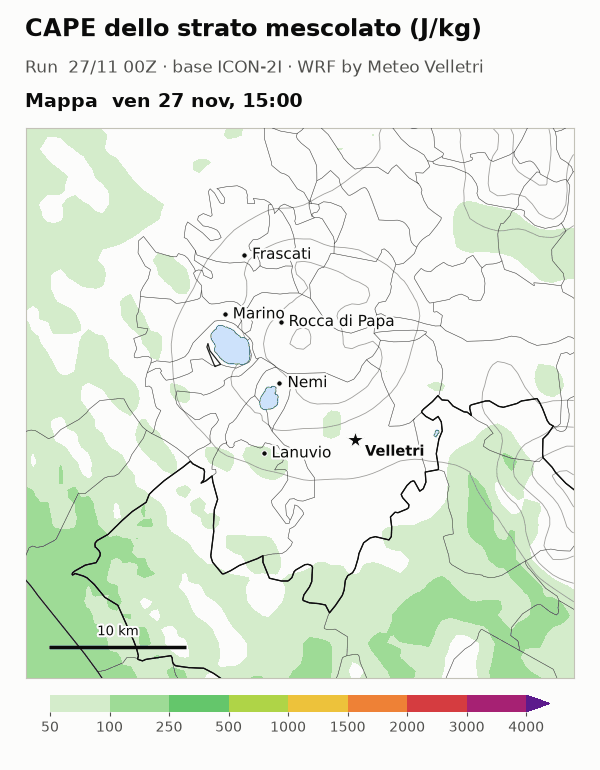 CAPE dello strato mescolato (J/kg)
Run  27/11 00Z · base ICON-2I · WRF by Meteo Velletri
Mappa  ven 27 nov, 15:00
Frascati
Marino
Rocca di Papa
Nemi
Velletri
Lanuvio
10 km
50 100 250 500 1000 1500 2000 3000 4000